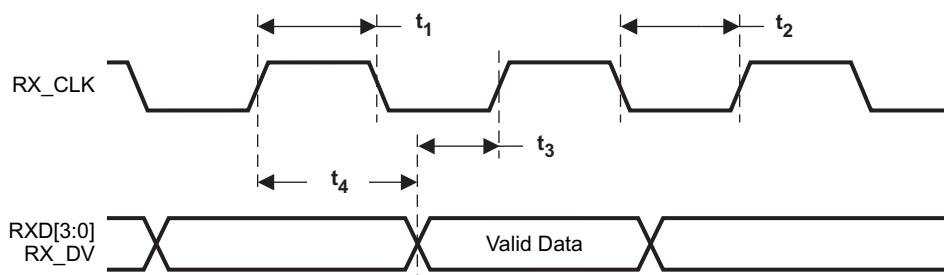 t1
t2
RX_CLK
t3
t4
RXD[3:0]
RX_DV
Valid Data